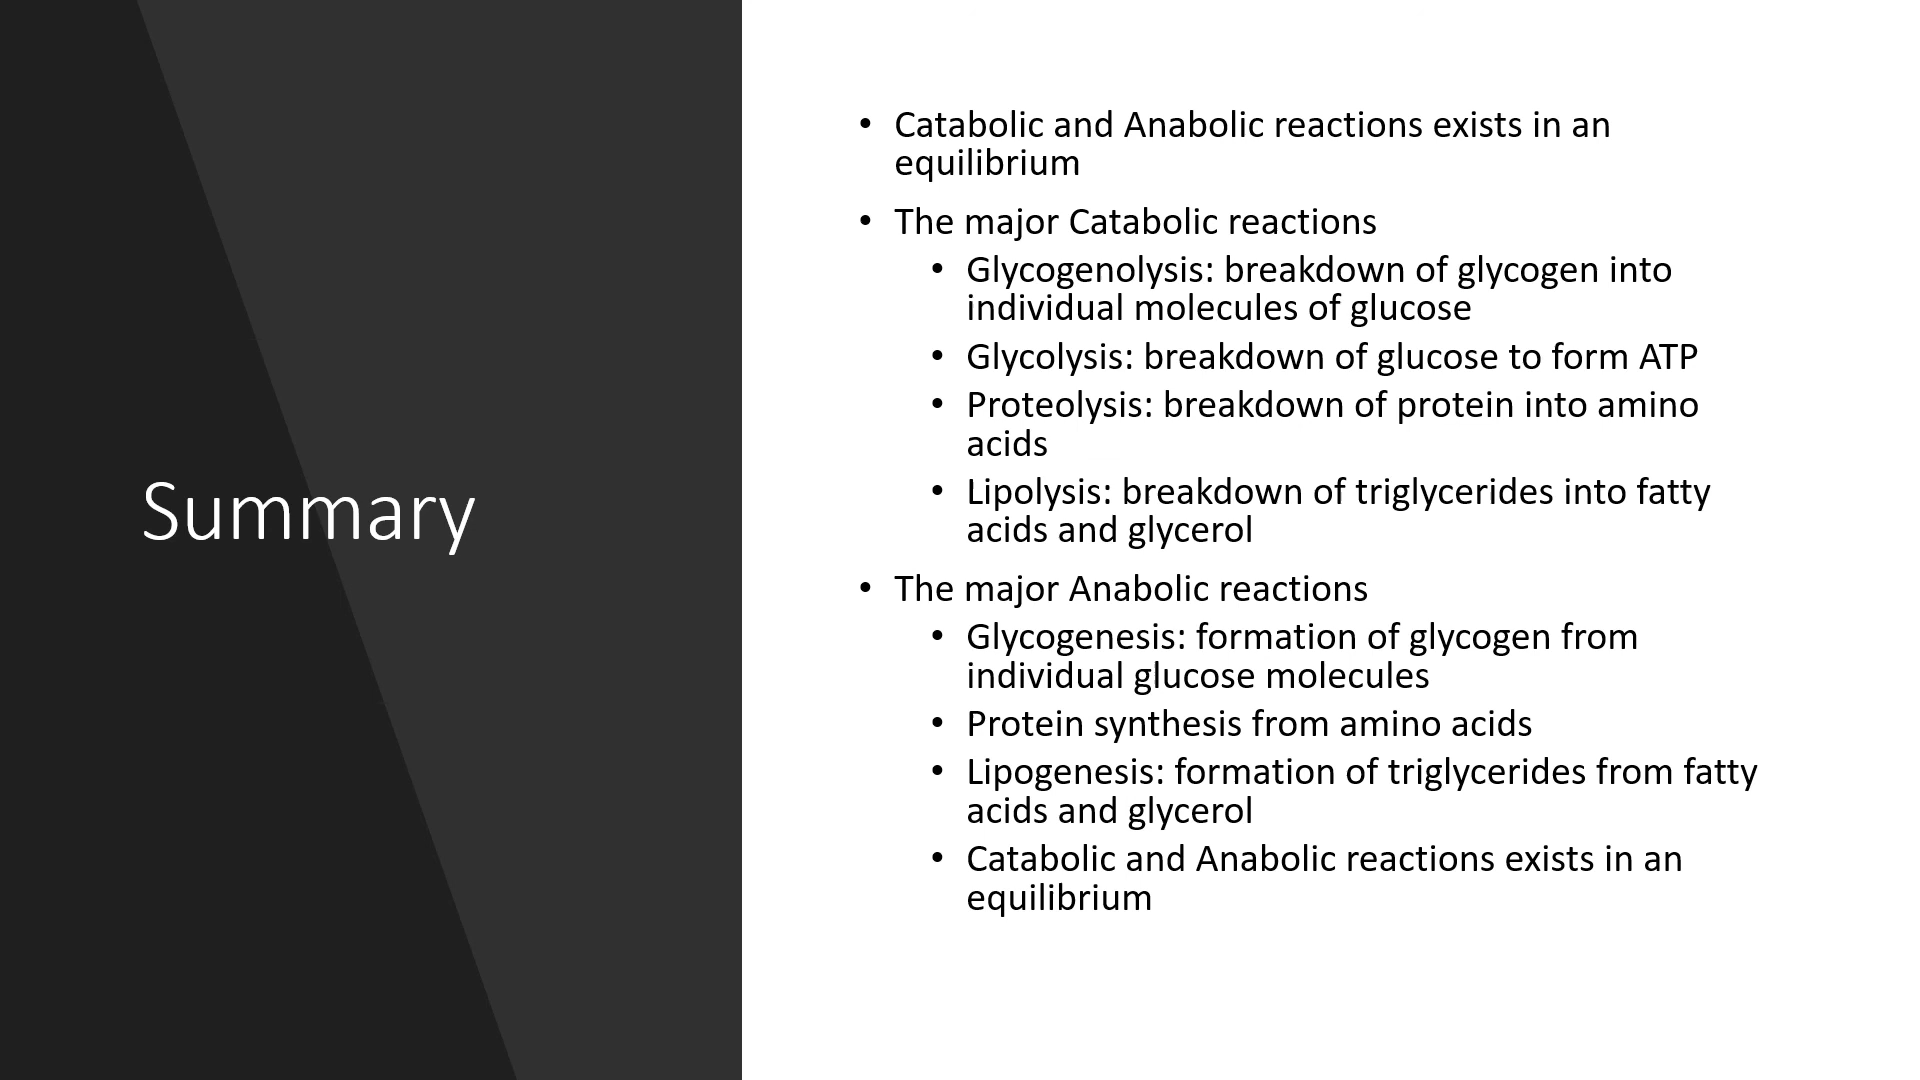 Summary
• Catabolic and Anabolic reactions exists in an
equilibrium
• The major Catabolic reactions
• Glycogenolysis: breakdown of glycogen into
individual molecules of glucose
• Glycolysis: breakdown of glucose to form ATP
• Proteolysis: breakdown of protein into amino
acids
• Lipolysis: breakdown of triglycerides into fatty
acids and glycerol
• The major Anabolic reactions
• Glycogenesis: formation of glycogen from
individual glucose molecules
• Protein synthesis from amino acids
• Lipogenesis: formation of triglycerides from fatty
acids and glycerol
• Catabolic and Anabolic reactions exists in an
equilibrium